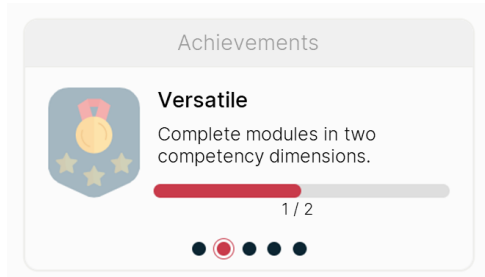 Achievements
Versatile
Complete modules in two
competency dimensions.
1 / 2